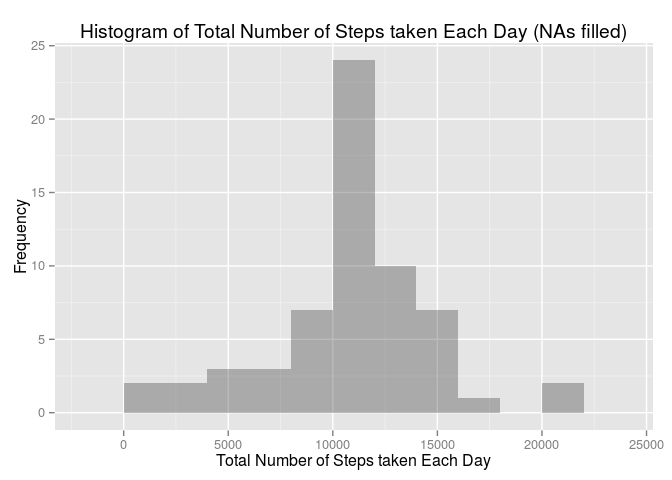 Histogram of Total Number of Steps taken Each Day (NAs filled)
25
20
15
10
5
0
Frequency
0 5000 10000 15000 20000 25000
Total Number of Steps taken Each Day